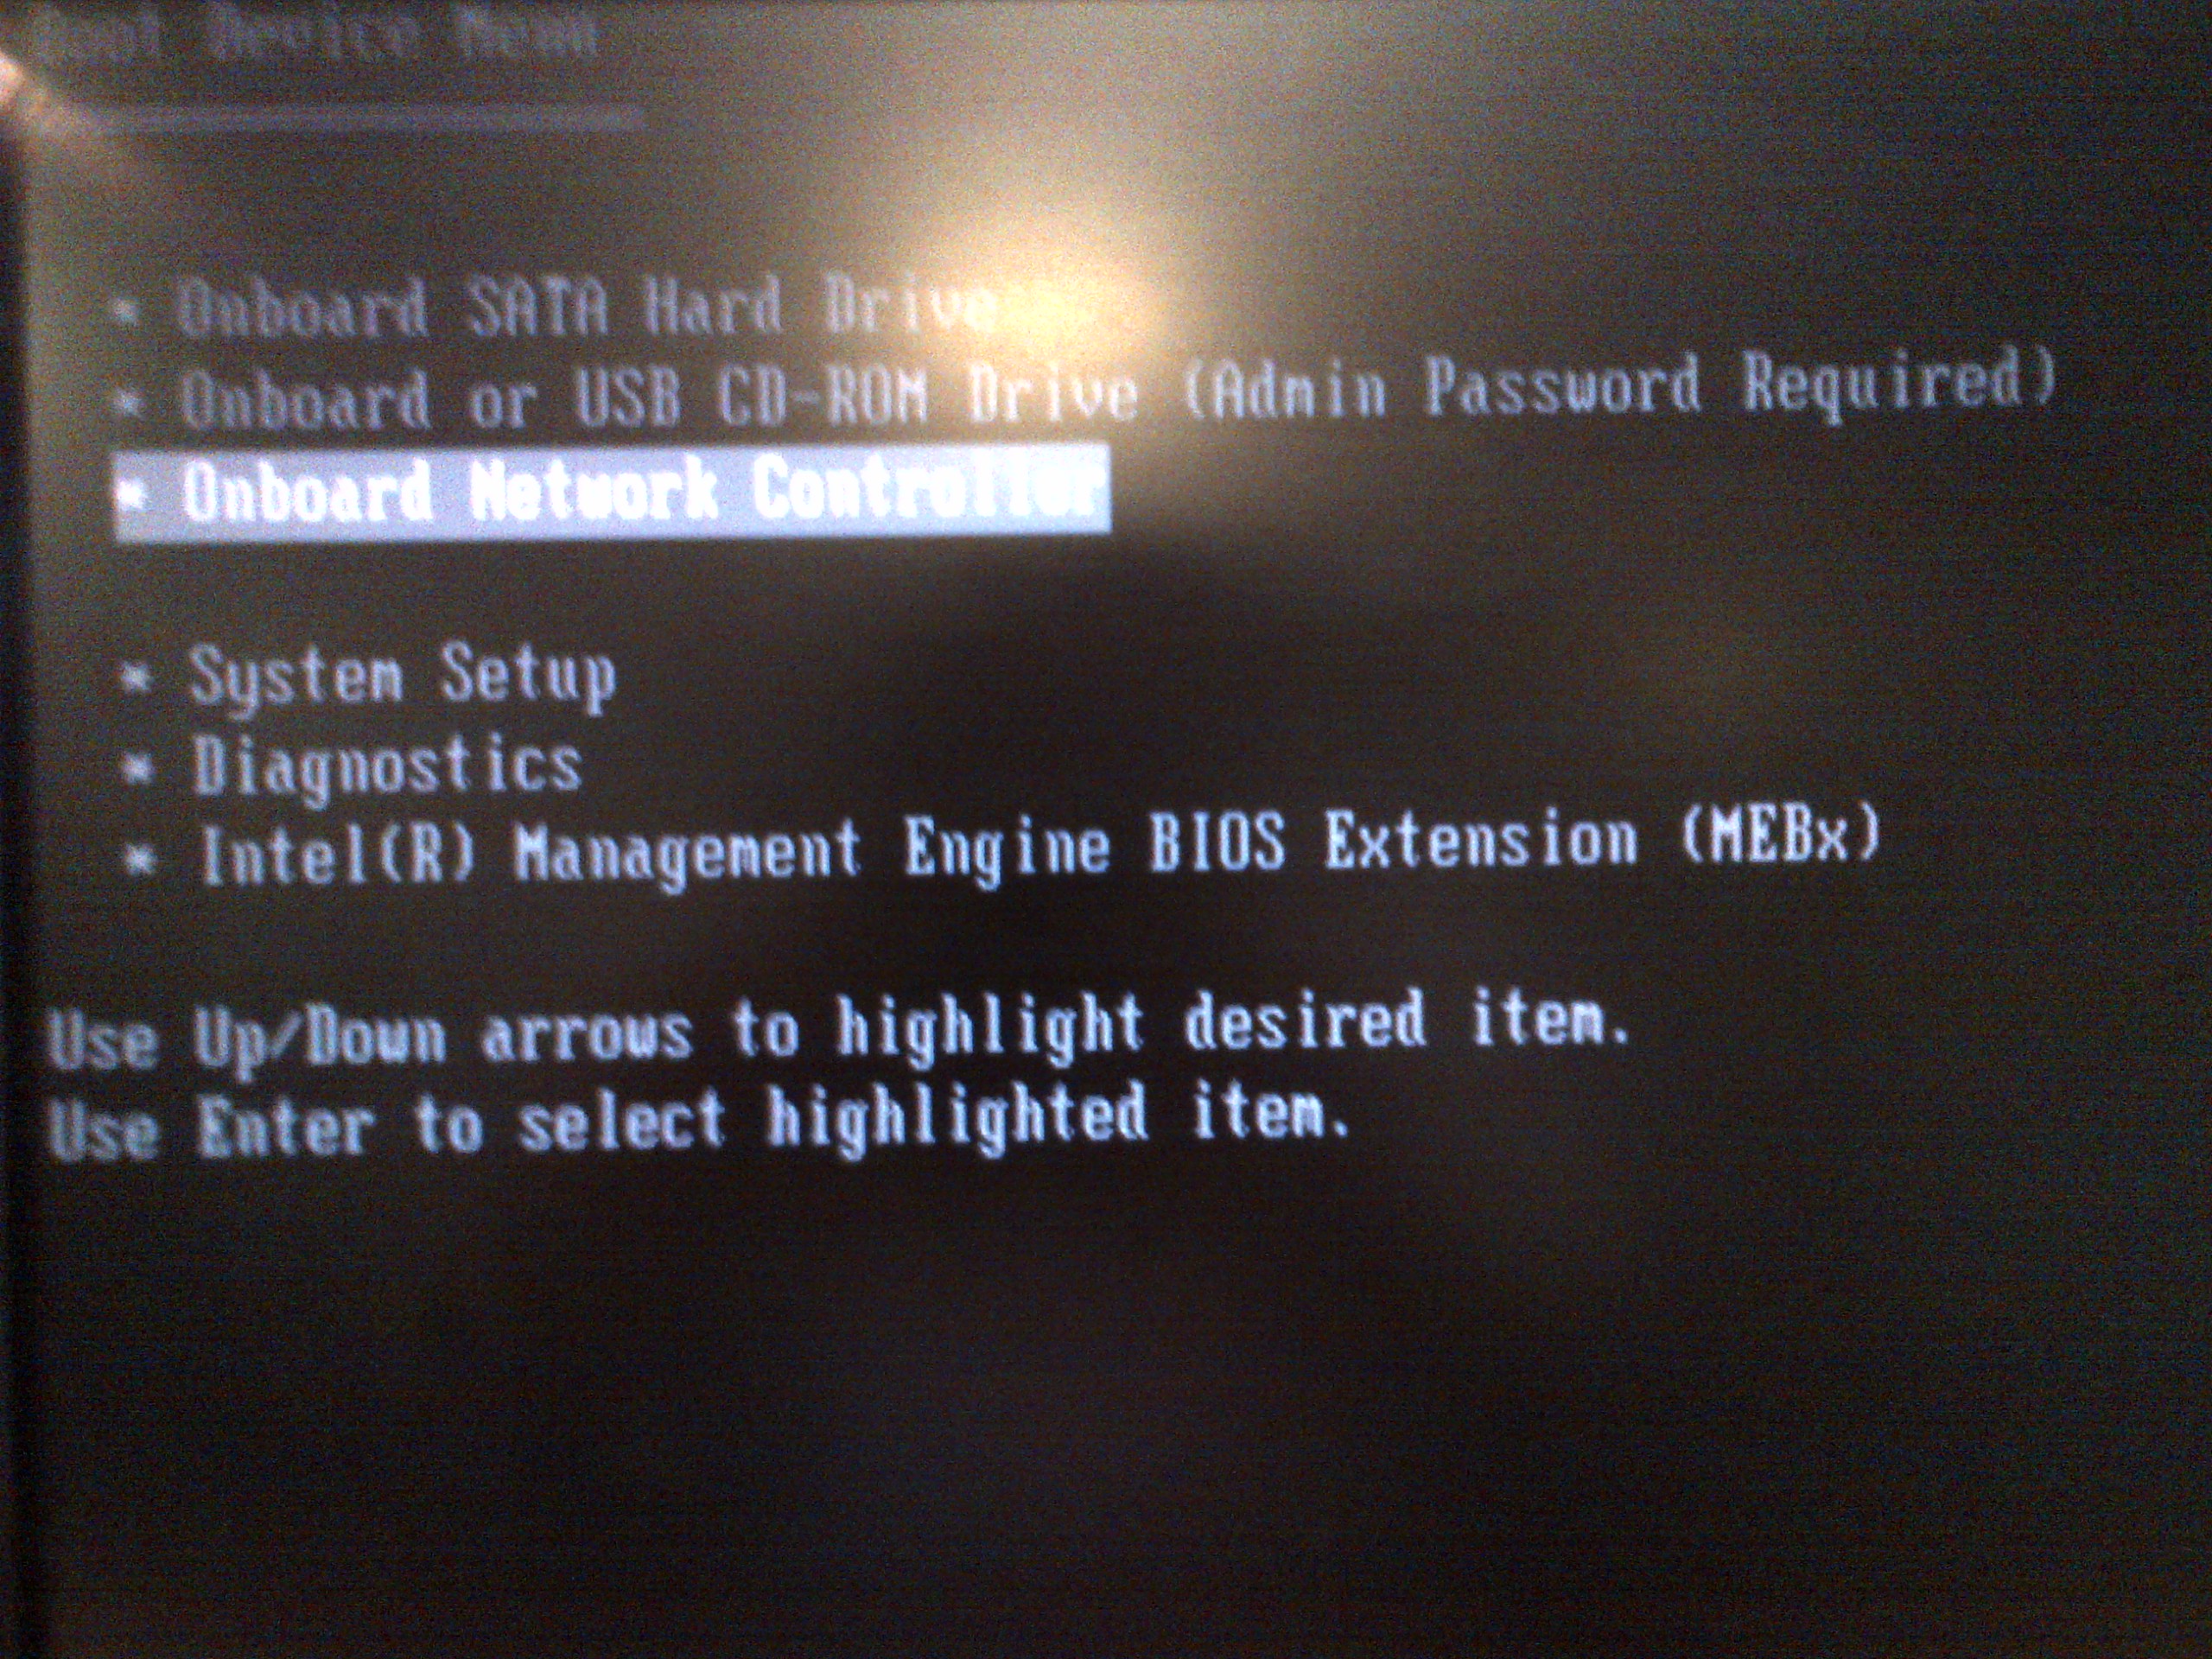 Boot Device Menu
* Onboard SATA Hard Drive
* Onboard or USB CD-ROM Drive (Admin Password Required)
* Onboard Network Controller
* System Setup
* Diagnostics
* Intel(R) Management Engine BIOS Extension (MEBx)
Use Up/Down arrows to highlight desired item.
Use Enter to select highlighted item.